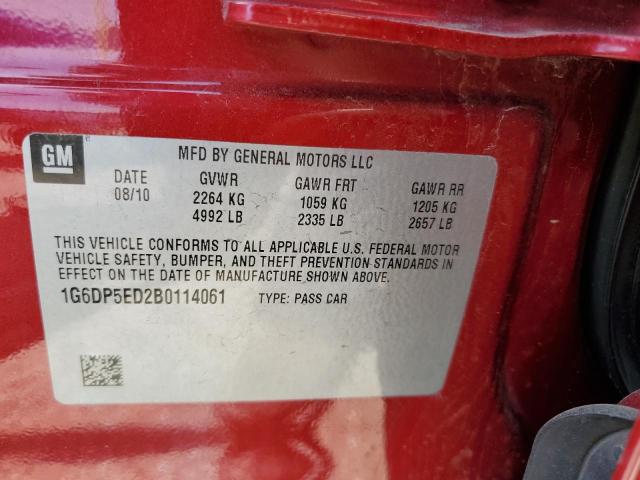 GM
MFD BY GENERAL MOTORS LLC
DATE GVWR GAWR FRT GAWR RR
08/10 2264 KG 1059 KG 1205 KG
4992 LB 2335 LB 2657 LB
THIS VEHICLE CONFORMS TO ALL APPLICABLE U.S. FEDERAL MOTOR
VEHICLE SAFETY, BUMPER, AND THEFT PREVENTION STANDARDS IN
EFFECT ON THE DATE OF MANUFACTURE SHOWN ABOVE.
1G6DP5ED2B0114061 TYPE: PASS CAR